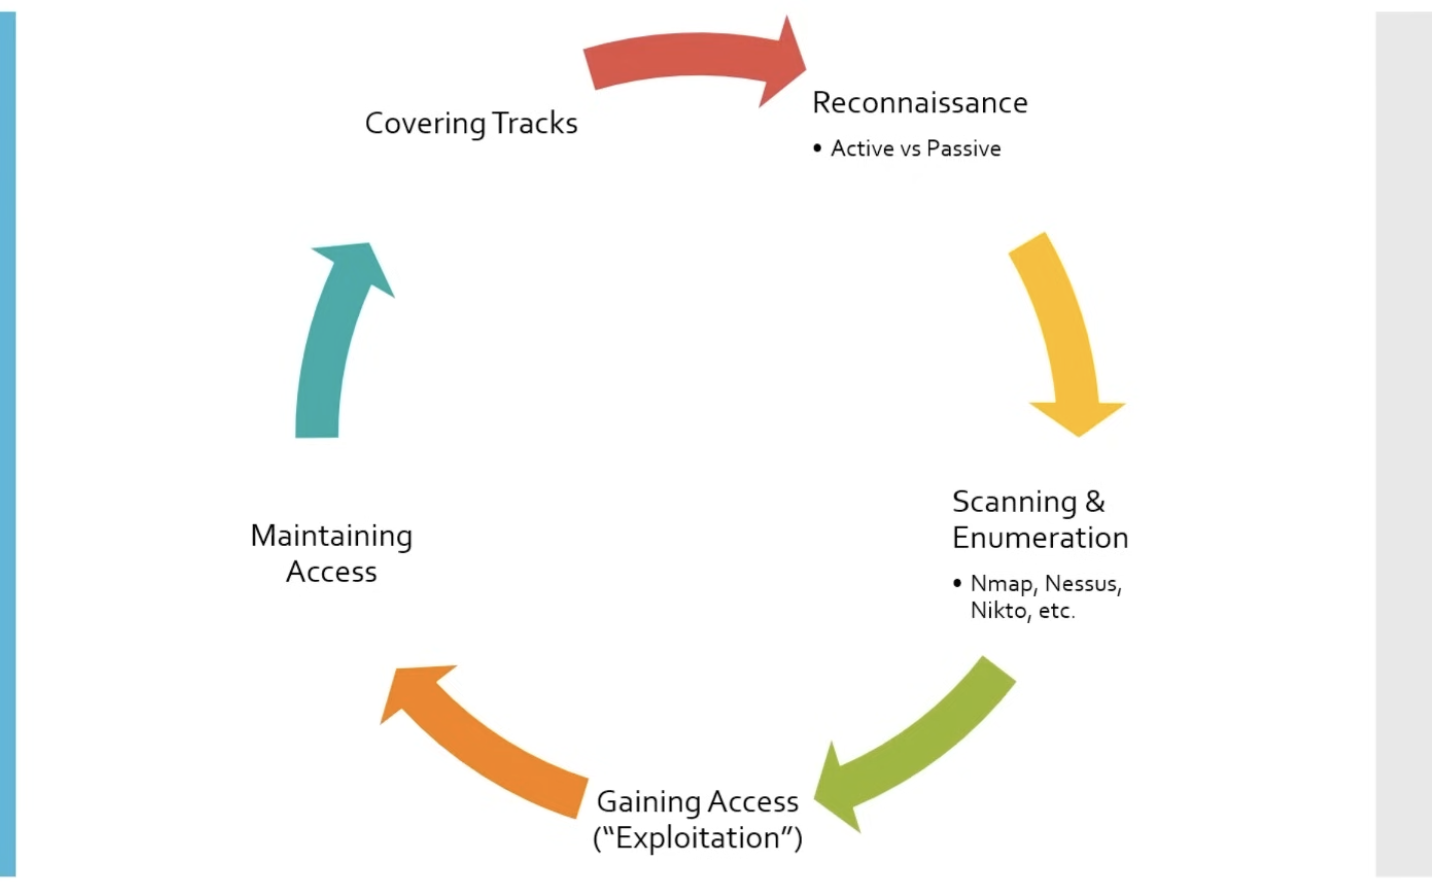 Covering Tracks
Reconnaissance
• Active vs Passive
Scanning &
Enumeration
• Nmap, Nessus,
Nikto, etc.
Gaining Access
(“Exploitation”)
Maintaining
Access